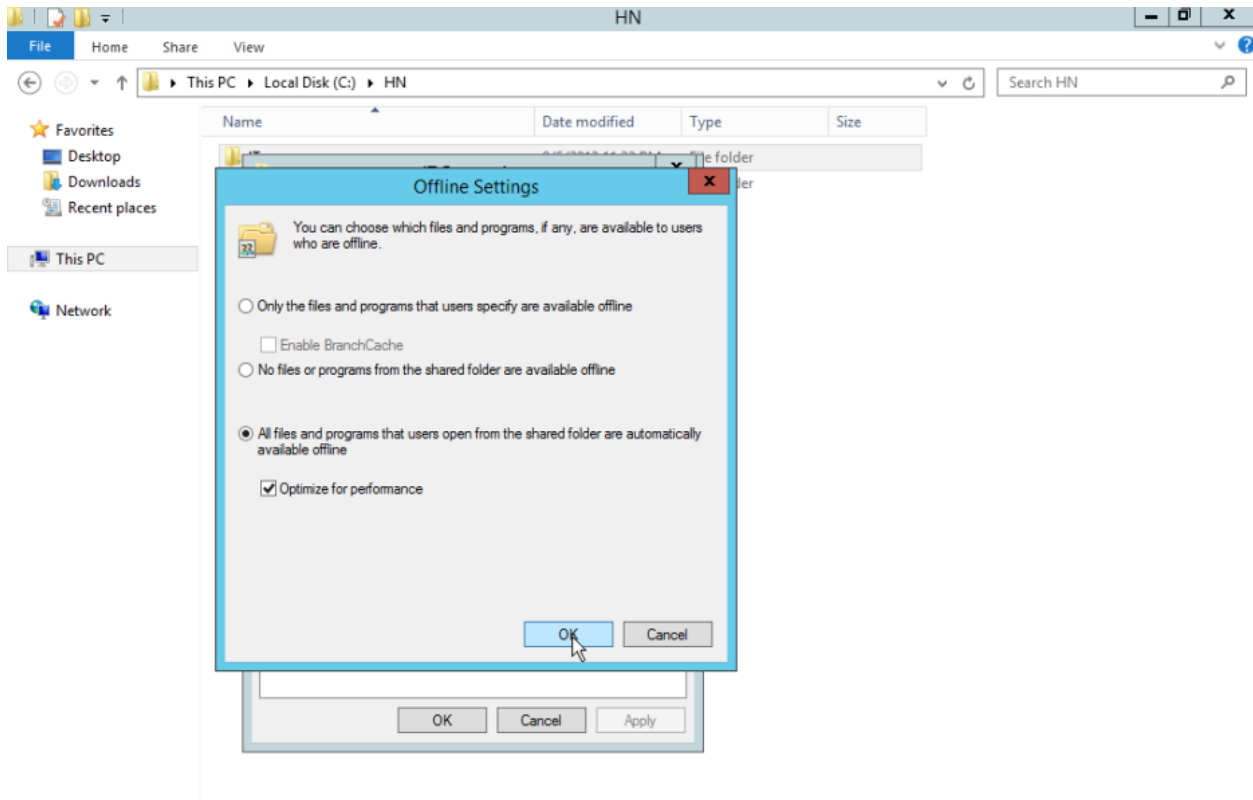 HN
File Home Share View
This PC Local Disk (C:) HN
Search HN
Favorites
Desktop
Downloads
Recent places
This PC
Network
Name Date modified Type Size
File folder
Offline Settings
You can choose which files and programs, if any, are available to users
who are offline.
Only the files and programs that users specify are available offline
Enable BranchCache
No files or programs from the shared folder are available offline
All files and programs that users open from the shared folder are automatically
available offline
Optimize for performance
OK Cancel
OK Cancel Apply